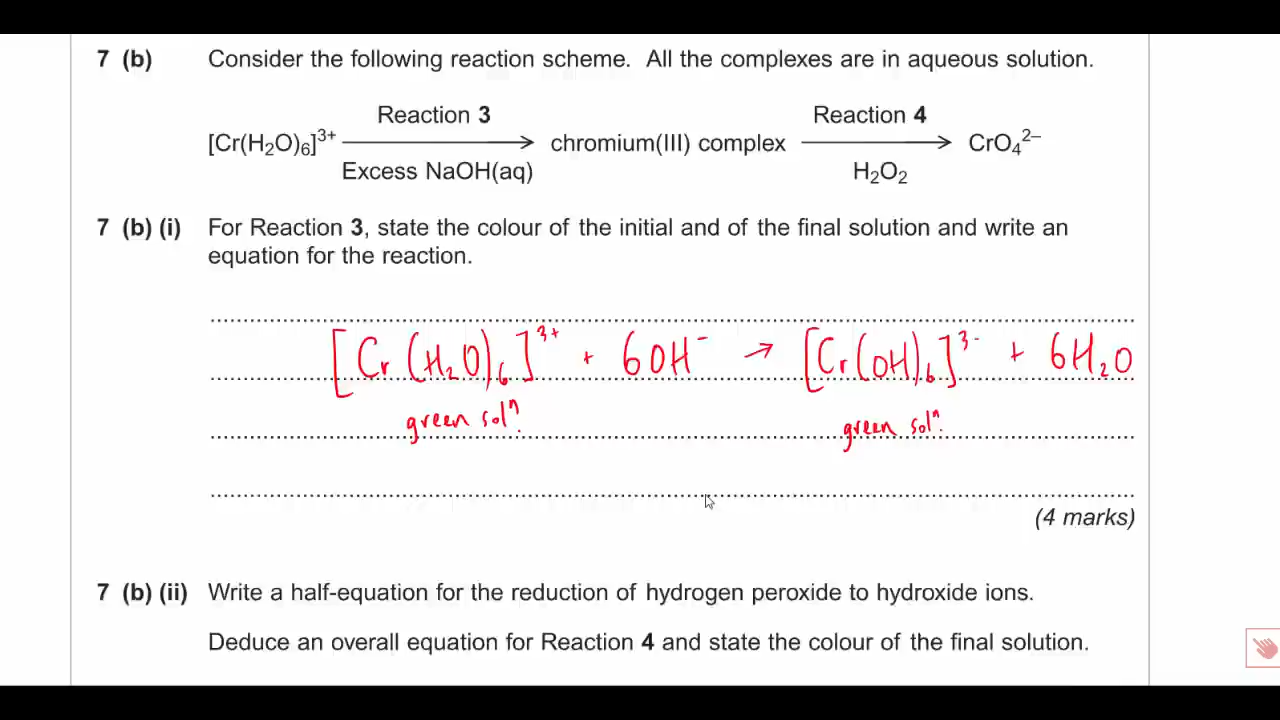 7 (b) Consider the following reaction scheme. All the complexes are in aqueous solution.
Reaction 3 Reaction 4
[Cr(H₂O)₆]³⁺ chromium(III) complex CrO₄²⁻
Excess NaOH(aq) H₂O₂
7 (b) (i) For Reaction 3, state the colour of the initial and of the final solution and write an
equation for the reaction.
[Cr(H₂O)₆]³⁺ + 6OH⁻ → [Cr(OH)₆]³⁻ + 6H₂O
green solⁿ. green solⁿ.
(4 marks)
7 (b) (ii) Write a half-equation for the reduction of hydrogen peroxide to hydroxide ions.
Deduce an overall equation for Reaction 4 and state the colour of the final solution.